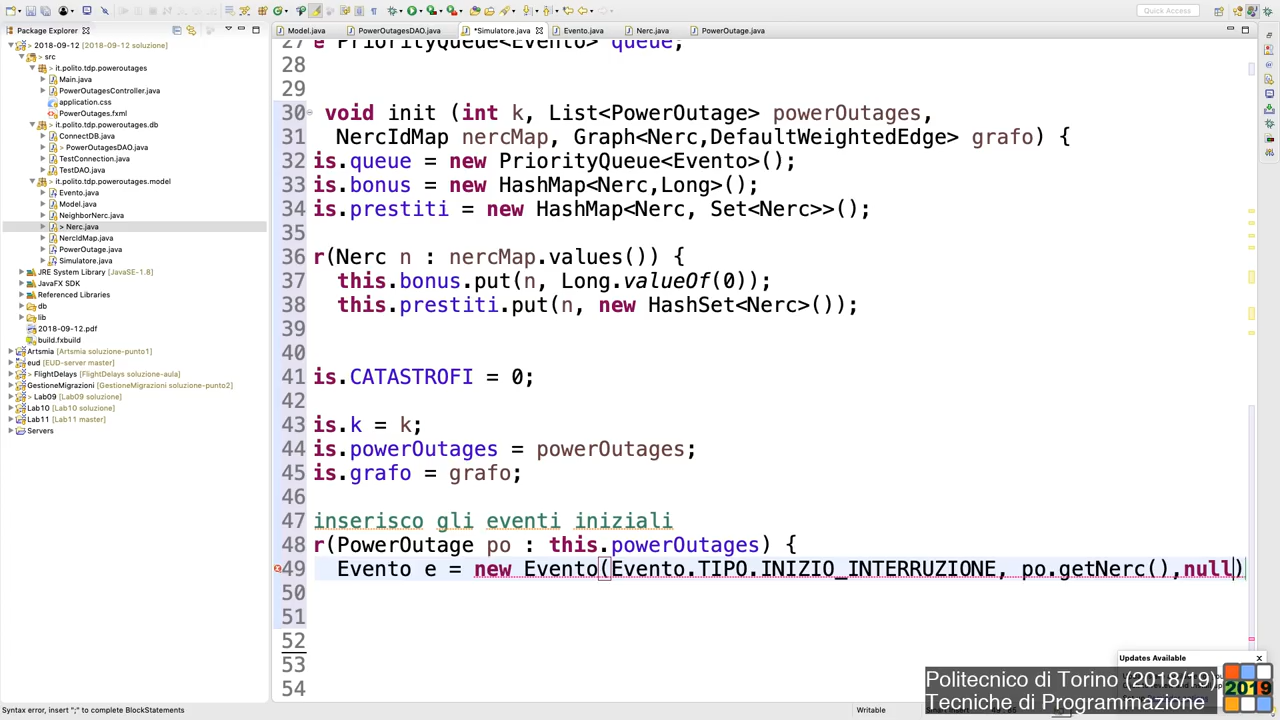 Quick Access
Package Explorer
Model.java
PowerOutagesDAO.java
*Simulatore.java
Evento.java
Nerc.java
PowerOutage.java
> 2018-09-12 [2018-09-12 soluzione]
> src
> it.polito.tdp.poweroutages
Main.java
PowerOutagesController.java
application.css
PowerOutages.fxml
> it.polito.tdp.poweroutages.db
ConnectDB.java
> PowerOutagesDAO.java
TestConnection.java
TestDAO.java
> it.polito.tdp.poweroutages.model
Evento.java
Model.java
NeighborNerc.java
> Nerc.java
NercIdMap.java
PowerOutage.java
Simulatore.java
JRE System Library [JavaSE-1.8]
JavaFX SDK
Referenced Libraries
db
lib
2018-09-12.pdf
build.fxbuild
Artsmia [Artsmia soluzione-punto1]
eud [EUD-server master]
> FlightDelays [FlightDelays soluzione-aula]
GestioneMigrazioni [GestioneMigrazioni soluzione-punto2]
> Lab09 [Lab09 soluzione]
Lab10 [Lab10 soluzione]
Lab11 [Lab11 master]
Servers
27 e PriorityQueue<Evento> queue;
28
29
30 void init (int k, List<PowerOutage> powerOutages,
31 NercIdMap nercMap, Graph<Nerc,DefaultWeightedEdge> grafo) {
32 is.queue = new PriorityQueue<Evento>();
33 is.bonus = new HashMap<Nerc,Long>();
34 is.prestiti = new HashMap<Nerc, Set<Nerc>>();
35
36 r(Nerc n : nercMap.values()) {
37 this.bonus.put(n, Long.valueOf(0));
38 this.prestiti.put(n, new HashSet<Nerc>());
39
40
41 is.CATASTROFI = 0;
42
43 is.k = k;
44 is.powerOutages = powerOutages;
45 is.grafo = grafo;
46
47 inserisco gli eventi iniziali
48 r(PowerOutage po : this.powerOutages) {
49 Evento e = new Evento(Evento.TIPO.INIZIO_INTERRUZIONE, po.getNerc(),null)
50
51
52
53
54
Updates Available
Politecnico di Torino (2018/19)
Tecniche di Programmazione
2019
Syntax error, insert ";" to complete BlockStatements
Writable